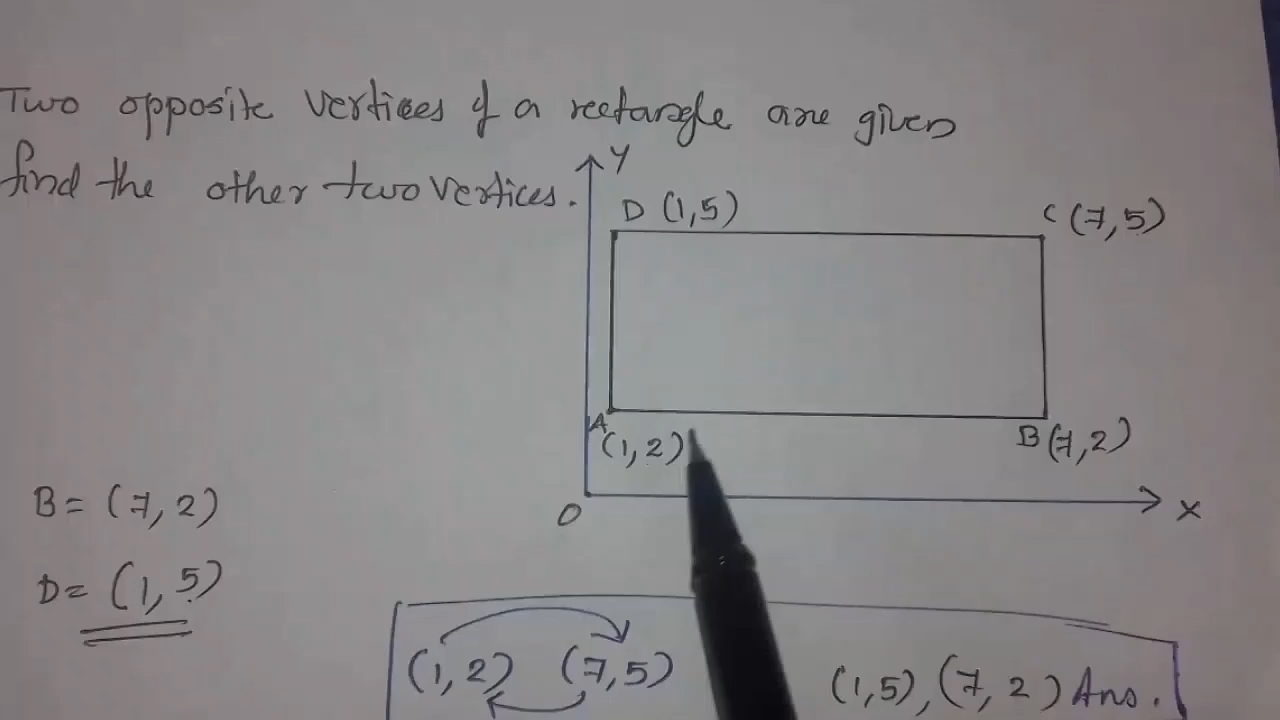 Two opposite vertices of a rectangle are given
find the other two vertices.
Y
D (1,5)
C (7,5)
A
(1,2)
B (7,2)
O
X
B = (7,2)
D = (1,5)
(1,2) (7,5)
(1,5), (7,2) Ans.